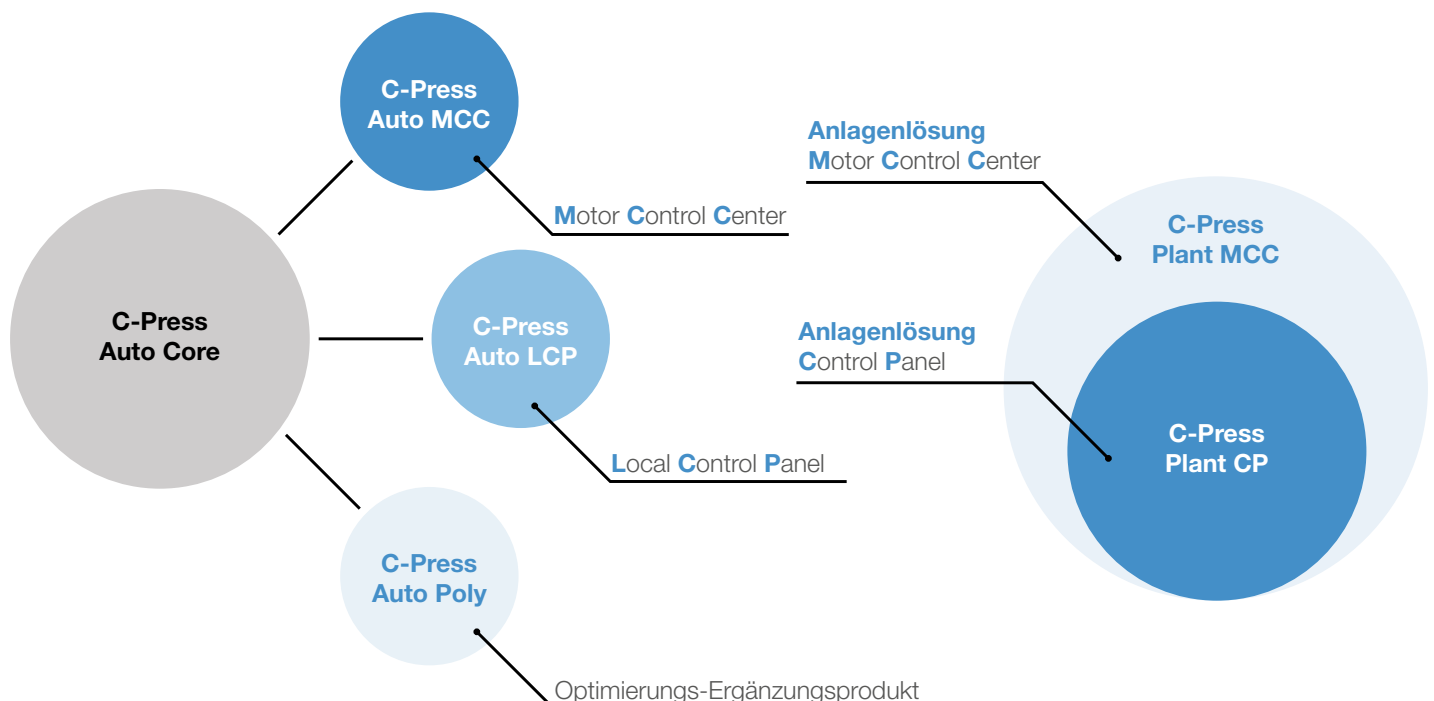 C-Press
Auto MCC
Motor Control Center
C-Press
Auto Core
C-Press
Auto LCP
Local Control Panel
C-Press
Auto Poly
Optimierungs-Ergänzungsprodukt
Anlagenlösung
Motor Control Center
C-Press
Plant MCC
Anlagenlösung
Control Panel
C-Press
Plant CP